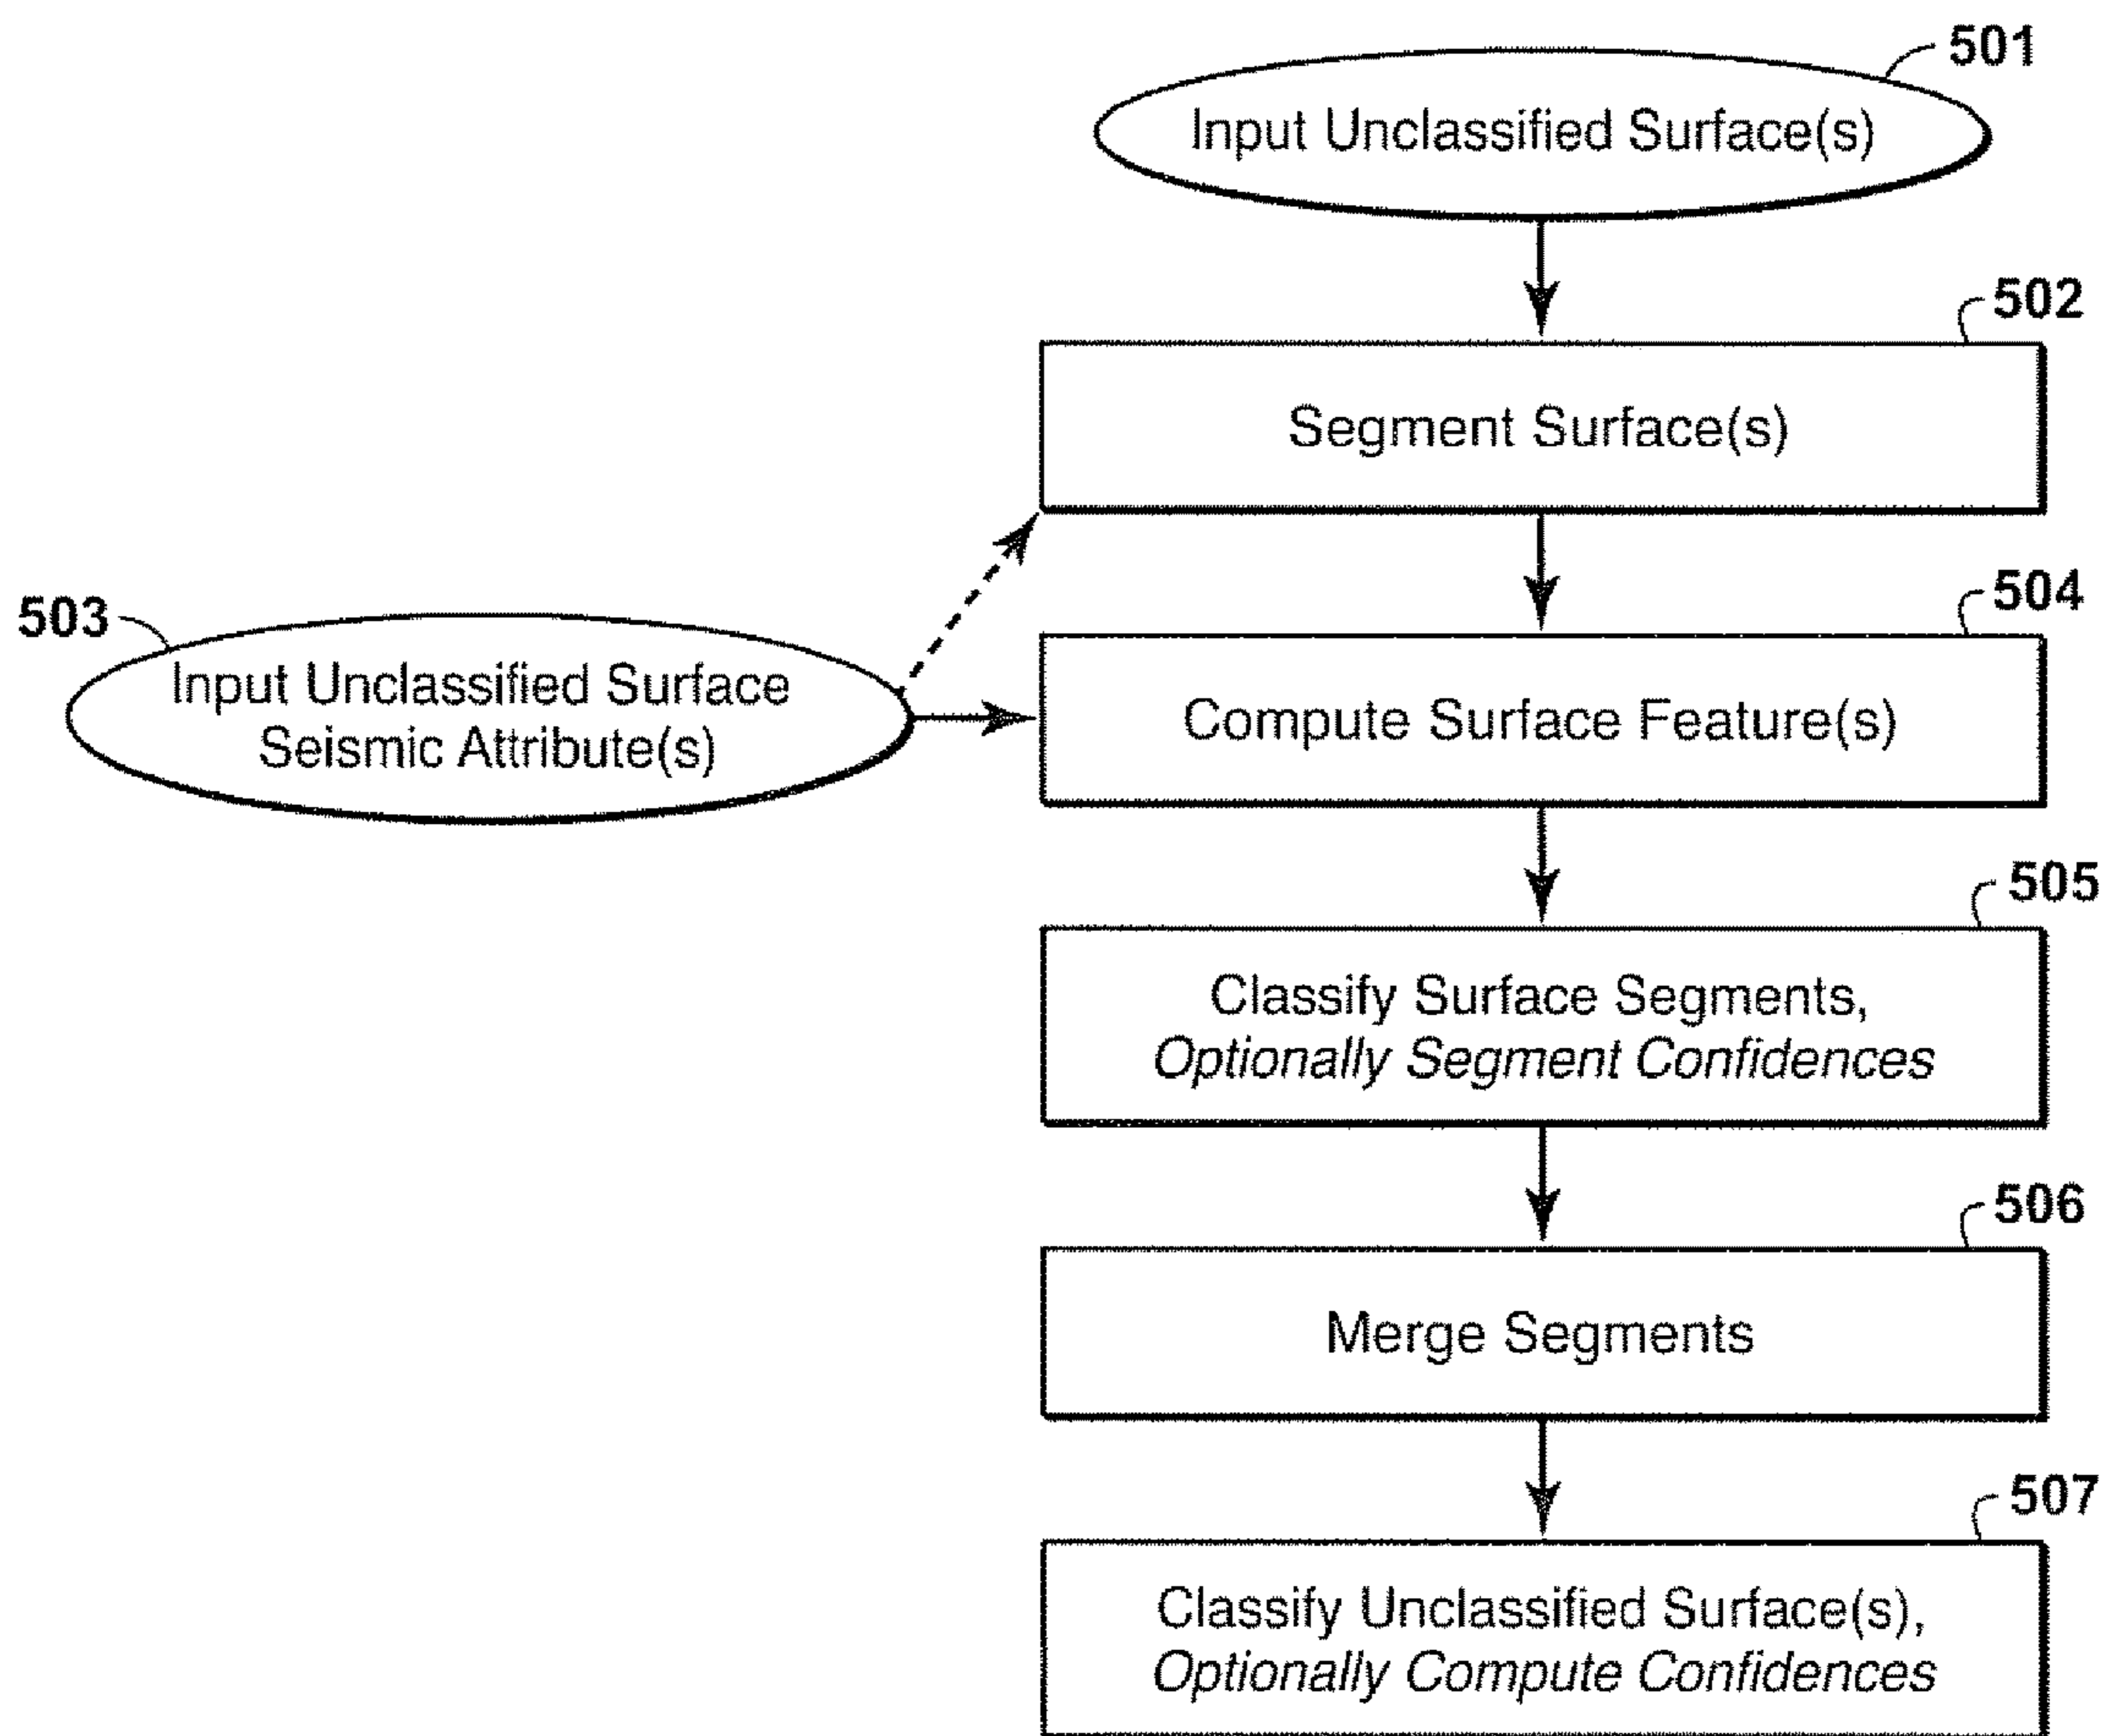 501
Input Unclassified Surface(s)
502
Segment Surface(s)
503
Input Unclassified Surface
Seismic Attribute(s)
504
Compute Surface Feature(s)
505
Classify Surface Segments,
Optionally Segment Confidences
506
Merge Segments
507
Classify Unclassified Surface(s),
Optionally Compute Confidences